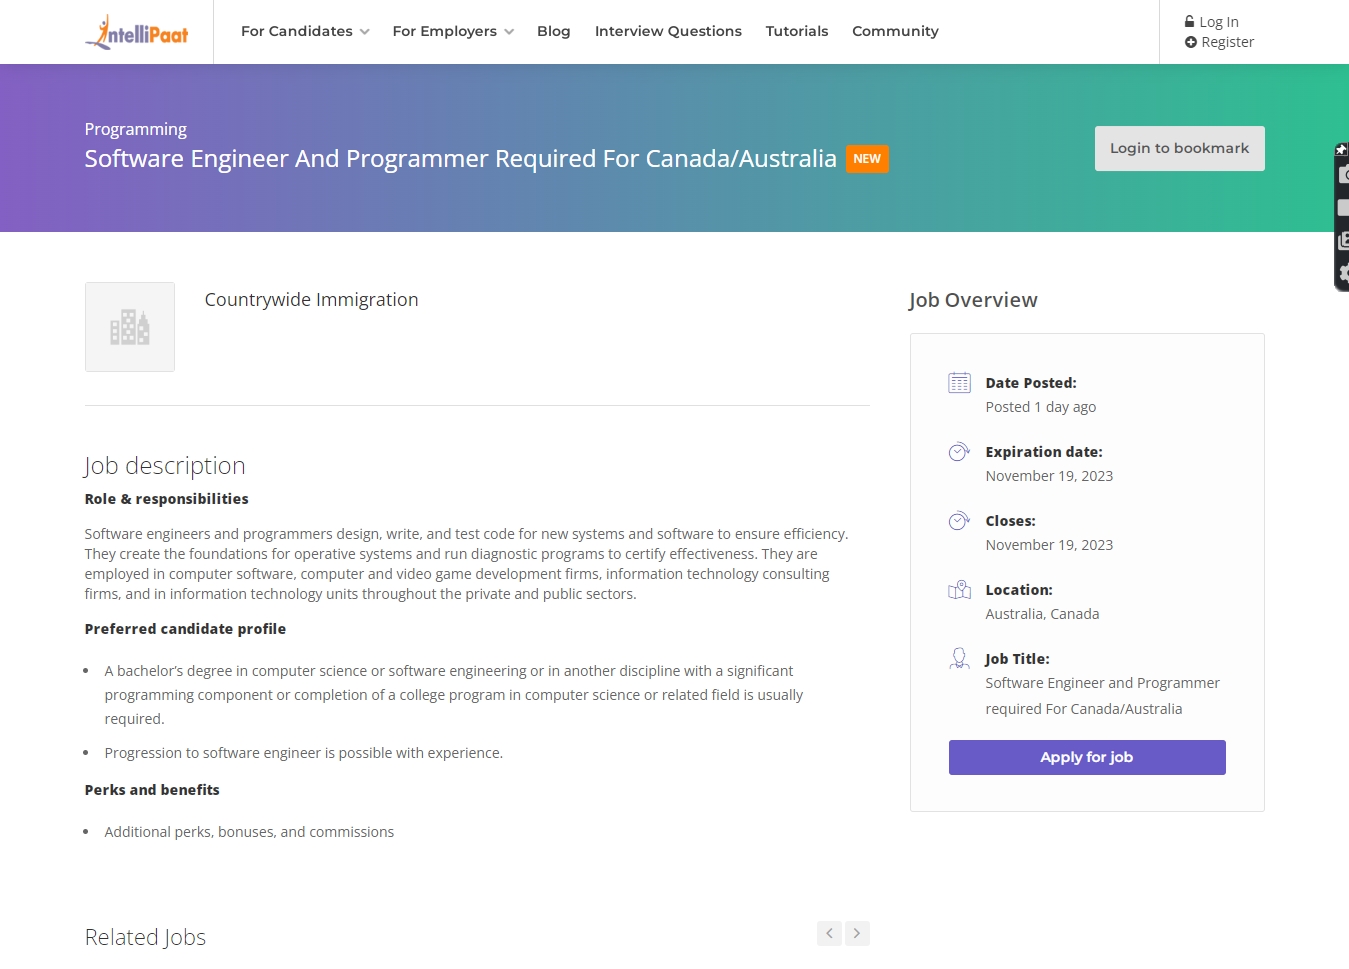 IntelliPaat
For Candidates
For Employers
Blog
Interview Questions
Tutorials
Community
Log In
Register
Programming
Software Engineer And Programmer Required For Canada/Australia NEW
Login to bookmark
Countrywide Immigration
Job description
Role & responsibilities
Software engineers and programmers design, write, and test code for new systems and software to ensure efficiency.
They create the foundations for operative systems and run diagnostic programs to certify effectiveness. They are
employed in computer software, computer and video game development firms, information technology consulting
firms, and in information technology units throughout the private and public sectors.
Preferred candidate profile
• A bachelor’s degree in computer science or software engineering or in another discipline with a significant
programming component or completion of a college program in computer science or related field is usually
required.
• Progression to software engineer is possible with experience.
Perks and benefits
• Additional perks, bonuses, and commissions
Related Jobs
Job Overview
Date Posted:
Posted 1 day ago
Expiration date:
November 19, 2023
Closes:
November 19, 2023
Location:
Australia, Canada
Job Title:
Software Engineer and Programmer
required For Canada/Australia
Apply for job